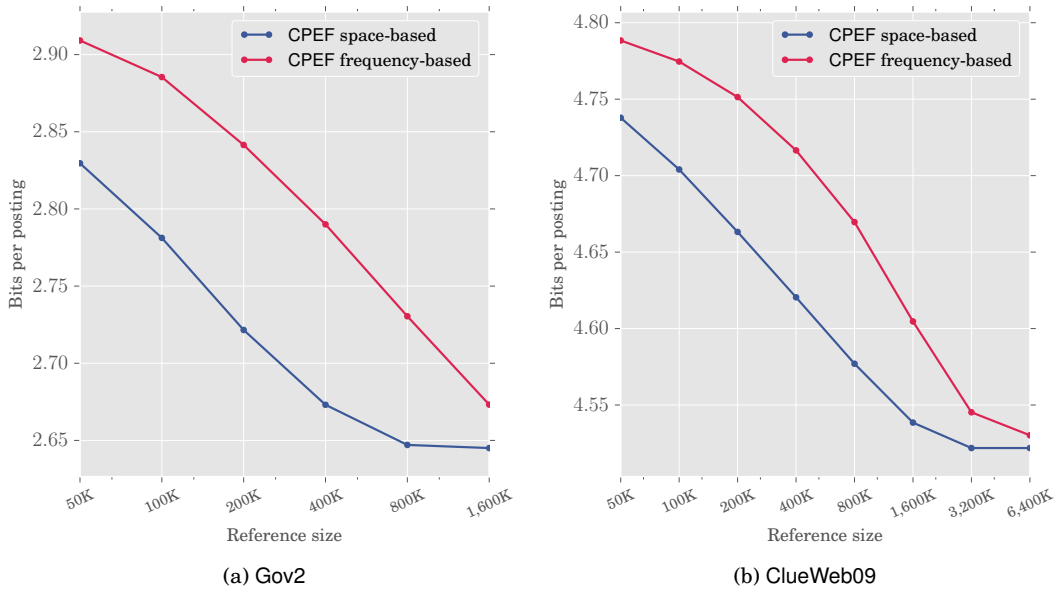 CPEF space-based
CPEF frequency-based
2.90
2.85
2.80
2.75
2.70
2.65
Bits per posting
50K
100K
200K
400K
800K
1,600K
Reference size
(a) Gov2
CPEF space-based
CPEF frequency-based
4.80
4.75
4.70
4.65
4.60
4.55
Bits per posting
50K
100K
200K
400K
800K
1,600K
3,200K
6,400K
Reference size
(b) ClueWeb09